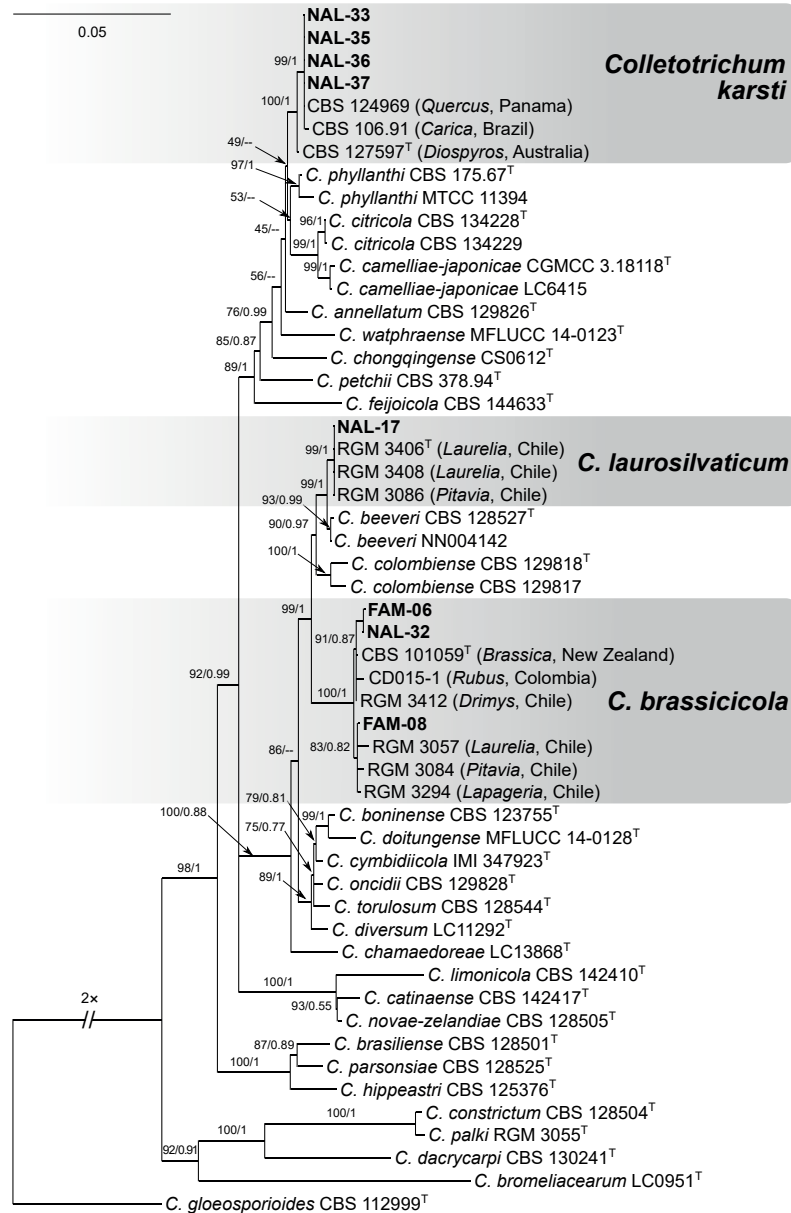 0.05
NAL-33
NAL-35
NAL-36
NAL-37
99/1
Colletotrichum
karsti
100/1
CBS 124969 (Quercus, Panama)
CBS 106.91 (Carica, Brazil)
CBS 127597T (Diospyros, Australia)
49/--
97/1
C. phyllanthi CBS 175.67T
C. phyllanthi MTCC 11394
53/--
96/1
C. citricola CBS 134228T
45/--
99/1
C. citricola CBS 134229
99/1
C. camelliae-japonicae CGMCC 3.18118T
56/--
C. camelliae-japonicae LC6415
76/0.99
C. annellatum CBS 129826T
C. watphraense MFLUCC 14-0123T
85/0.87
C. chongqingense CS0612T
89/1
C. petchii CBS 378.94T
C. feijoicola CBS 144633T
NAL-17
99/1
RGM 3406T (Laurelia, Chile)
C. laurosilvaticum
RGM 3408 (Laurelia, Chile)
99/1
RGM 3086 (Pitavia, Chile)
93/0.99
C. beeveri CBS 128527T
90/0.97
C. beeveri NN004142
100/1
C. colombiense CBS 129818T
C. colombiense CBS 129817
99/1
FAM-06
NAL-32
91/0.87
CBS 101059T (Brassica, New Zealand)
92/0.99
CD015-1 (Rubus, Colombia)
100/1
RGM 3412 (Drimys, Chile)
C. brassicicola
FAM-08
83/0.82
RGM 3057 (Laurelia, Chile)
86/--
RGM 3084 (Pitavia, Chile)
RGM 3294 (Lapageria, Chile)
79/0.81
100/0.88
99/1
C. boninense CBS 123755T
75/0.77
C. doitungense MFLUCC 14-0128T
C. cymbidiicola IMI 347923T
98/1
89/1
C. oncidii CBS 129828T
C. torulosum CBS 128544T
C. diversum LC11292T
C. chamaedoreae LC13868T
100/1
C. limonicola CBS 142410T
2×
93/0.55
C. catinaense CBS 142417T
C. novae-zelandiae CBS 128505T
87/0.89
C. brasiliense CBS 128501T
100/1
C. parsonsiae CBS 128525T
C. hippeastri CBS 125376T
100/1
C. constrictum CBS 128504T
100/1
C. palki RGM 3055T
92/0.91
C. dacrycarpi CBS 130241T
C. bromeliacearum LC0951T
C. gloeosporioides CBS 112999T